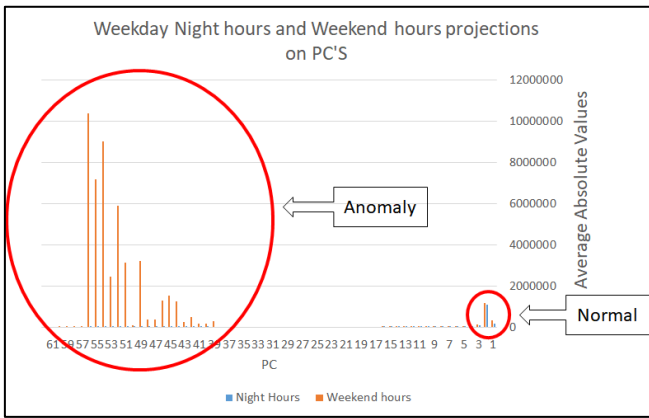 Weekday Night hours and Weekend hours projections
on PC'S
12000000
10000000
8000000
6000000
4000000
2000000
0
Average Absolute Values
Anomaly
Normal
61 59 57 55 53 51 49 47 45 43 41 39 37 35 33 31 29 27 25 23 21 19 17 15 13 11 9 7 5 3 1
PC
Night Hours Weekend hours